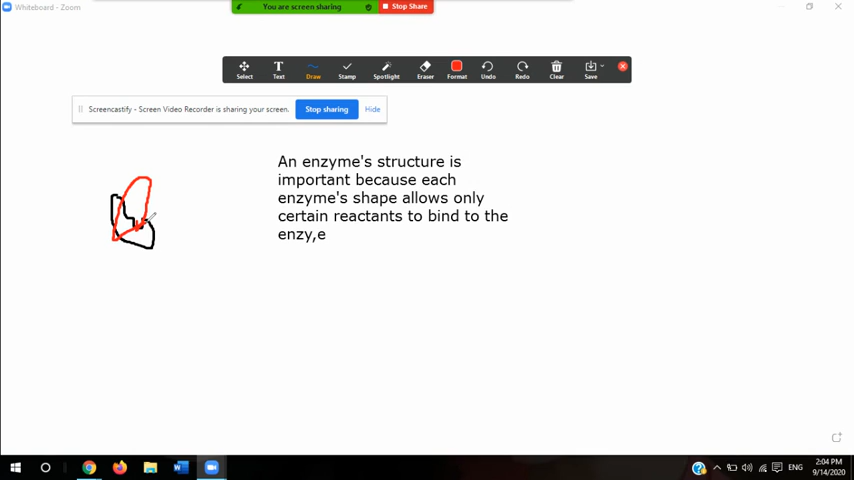 Whiteboard - Zoom
You are screen sharing
Stop Share
Select
Text
Draw
Stamp
Spotlight
Eraser
Format
Undo
Redo
Clear
Save
Screencastify - Screen Video Recorder is sharing your screen.
Stop sharing
Hide
An enzyme's structure is
important because each
enzyme's shape allows only
certain reactants to bind to the
enzy,e
ENG
2:04 PM
9/14/2020